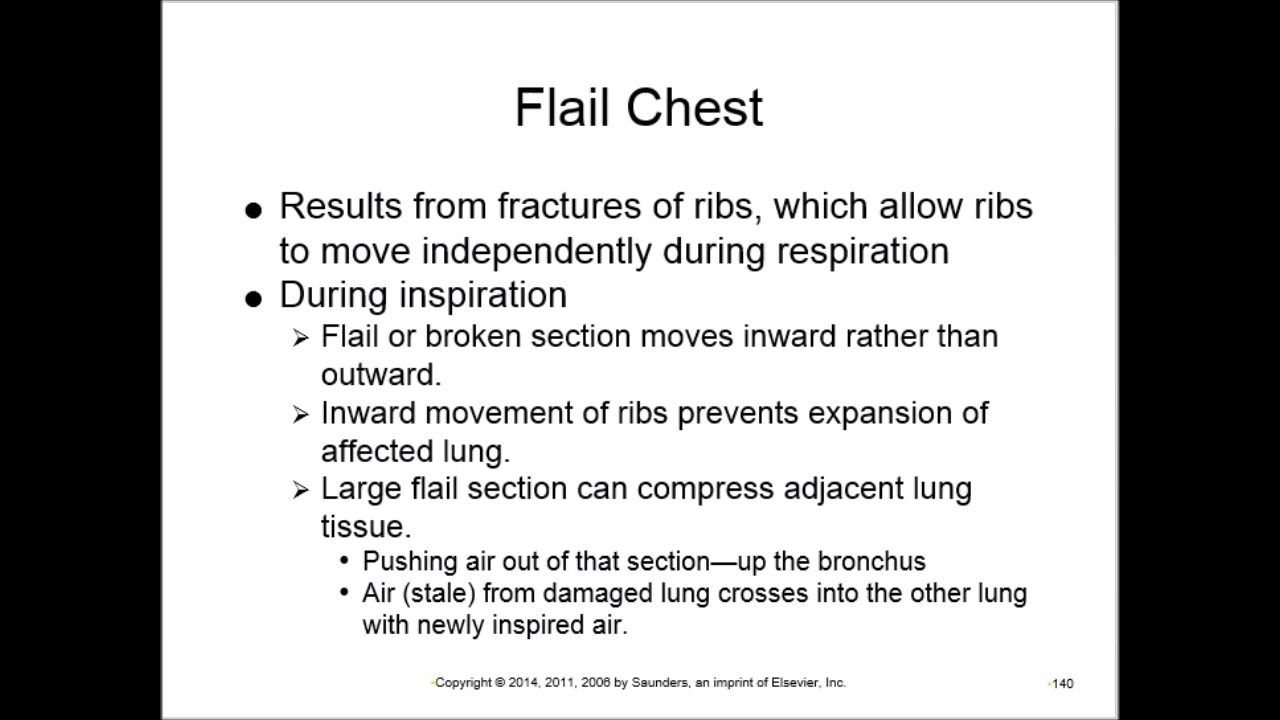 Flail Chest
● Results from fractures of ribs, which allow ribs
to move independently during respiration
● During inspiration
➢ Flail or broken section moves inward rather than
outward.
➢ Inward movement of ribs prevents expansion of
affected lung.
➢ Large flail section can compress adjacent lung
tissue.
• Pushing air out of that section—up the bronchus
• Air (stale) from damaged lung crosses into the other lung
with newly inspired air.
•Copyright © 2014, 2011, 2006 by Saunders, an imprint of Elsevier, Inc.
•140